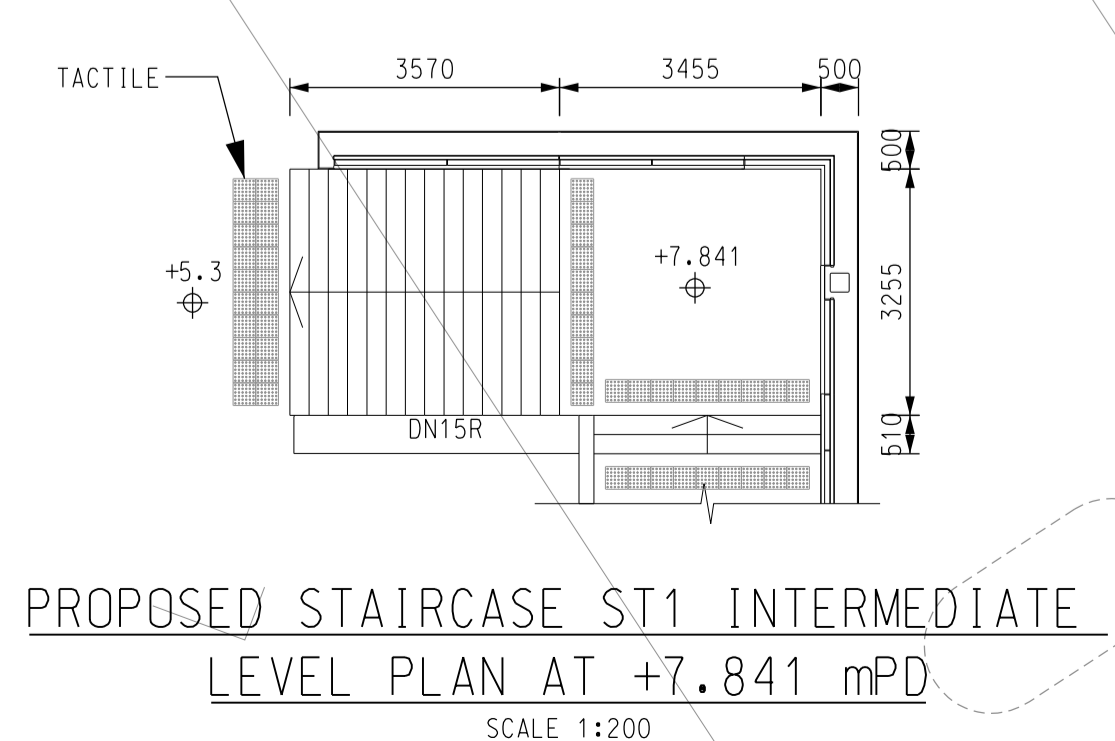 3570
3455
500
TACTILE
500
+7.841
+5.3
3255
DN15R
510
PROPOSED STAIRCASE ST1 INTERMEDIATE
LEVEL PLAN AT +7.841 mPD
SCALE 1:200